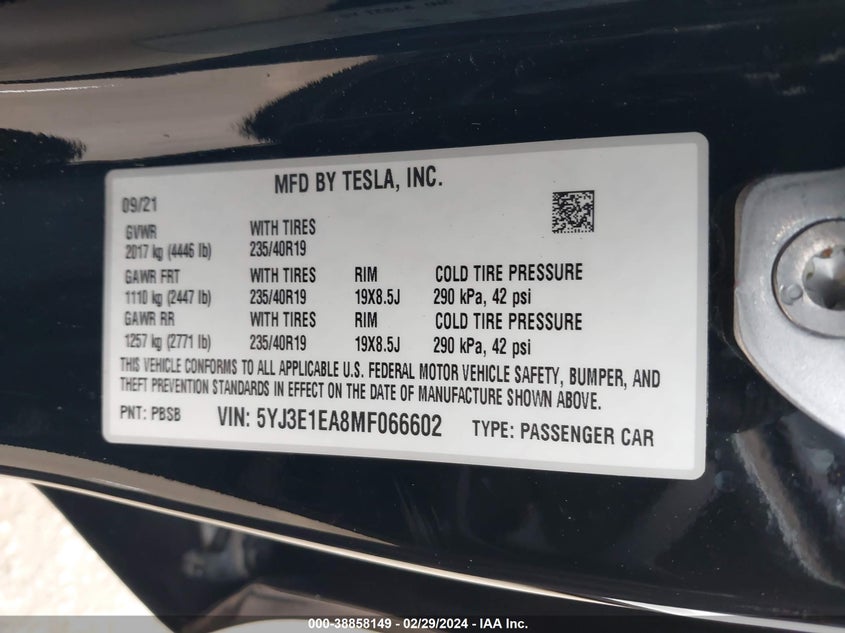 MFD BY TESLA, INC.
09/21
GVWR WITH TIRES
2017 kg (4446 lb) 235/40R19
GAWR FRT WITH TIRES RIM COLD TIRE PRESSURE
1110 kg (2447 lb) 235/40R19 19X8.5J 290 kPa, 42 psi
GAWR RR WITH TIRES RIM COLD TIRE PRESSURE
1257 kg (2771 lb) 235/40R19 19X8.5J 290 kPa, 42 psi
THIS VEHICLE CONFORMS TO ALL APPLICABLE U.S. FEDERAL MOTOR VEHICLE SAFETY, BUMPER, AND
THEFT PREVENTION STANDARDS IN EFFECT ON THE DATE OF MANUFACTURE SHOWN ABOVE.
PNT: PBSB VIN: 5YJ3E1EA8MF066602 TYPE: PASSENGER CAR
000-38858149 - 02/29/2024 - IAA Inc.